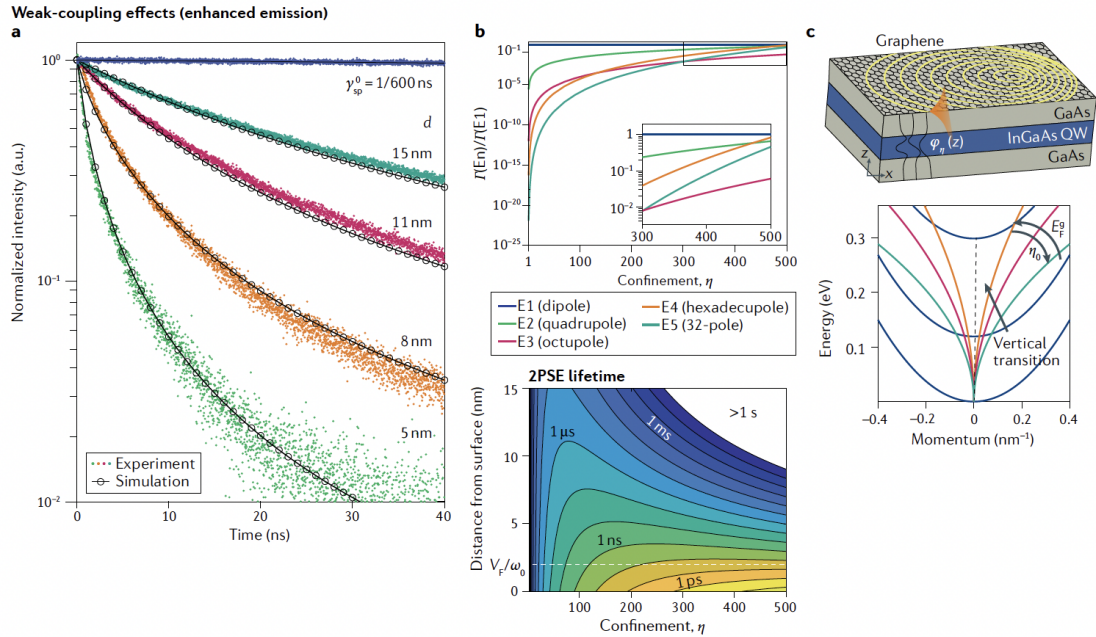 Weak-coupling effects (enhanced emission)
a
Normalized intensity (a.u.)
10⁰
10⁻¹
10⁻²
γ⁰sp = 1/600 ns
d
15 nm
11 nm
8 nm
5 nm
Experiment
Simulation
0
10
20
30
40
Time (ns)
b
Γ(En)/Γ(E1)
10⁻¹
10⁻⁵
10⁻¹⁰
10⁻¹⁵
10⁻²⁰
10⁻²⁵
1
10⁻¹
10⁻²
300
400
500
1
100
200
300
400
500
Confinement, η
E1 (dipole)
E2 (quadrupole)
E3 (octupole)
E4 (hexadecupole)
E5 (32-pole)
2PSE lifetime
Distance from surface (nm)
15
10
5
V_F/ω₀
0
>1 s
1 ms
1 µs
1 ns
1 ps
100
200
300
400
500
Confinement, η
c
Graphene
GaAs
InGaAs QW
GaAs
φ_η(z)
z
x
Energy (eV)
0.3
0.2
0.1
E_F^g
η₀
Vertical
transition
−0.4
−0.2
0
0.2
0.4
Momentum (nm⁻¹)